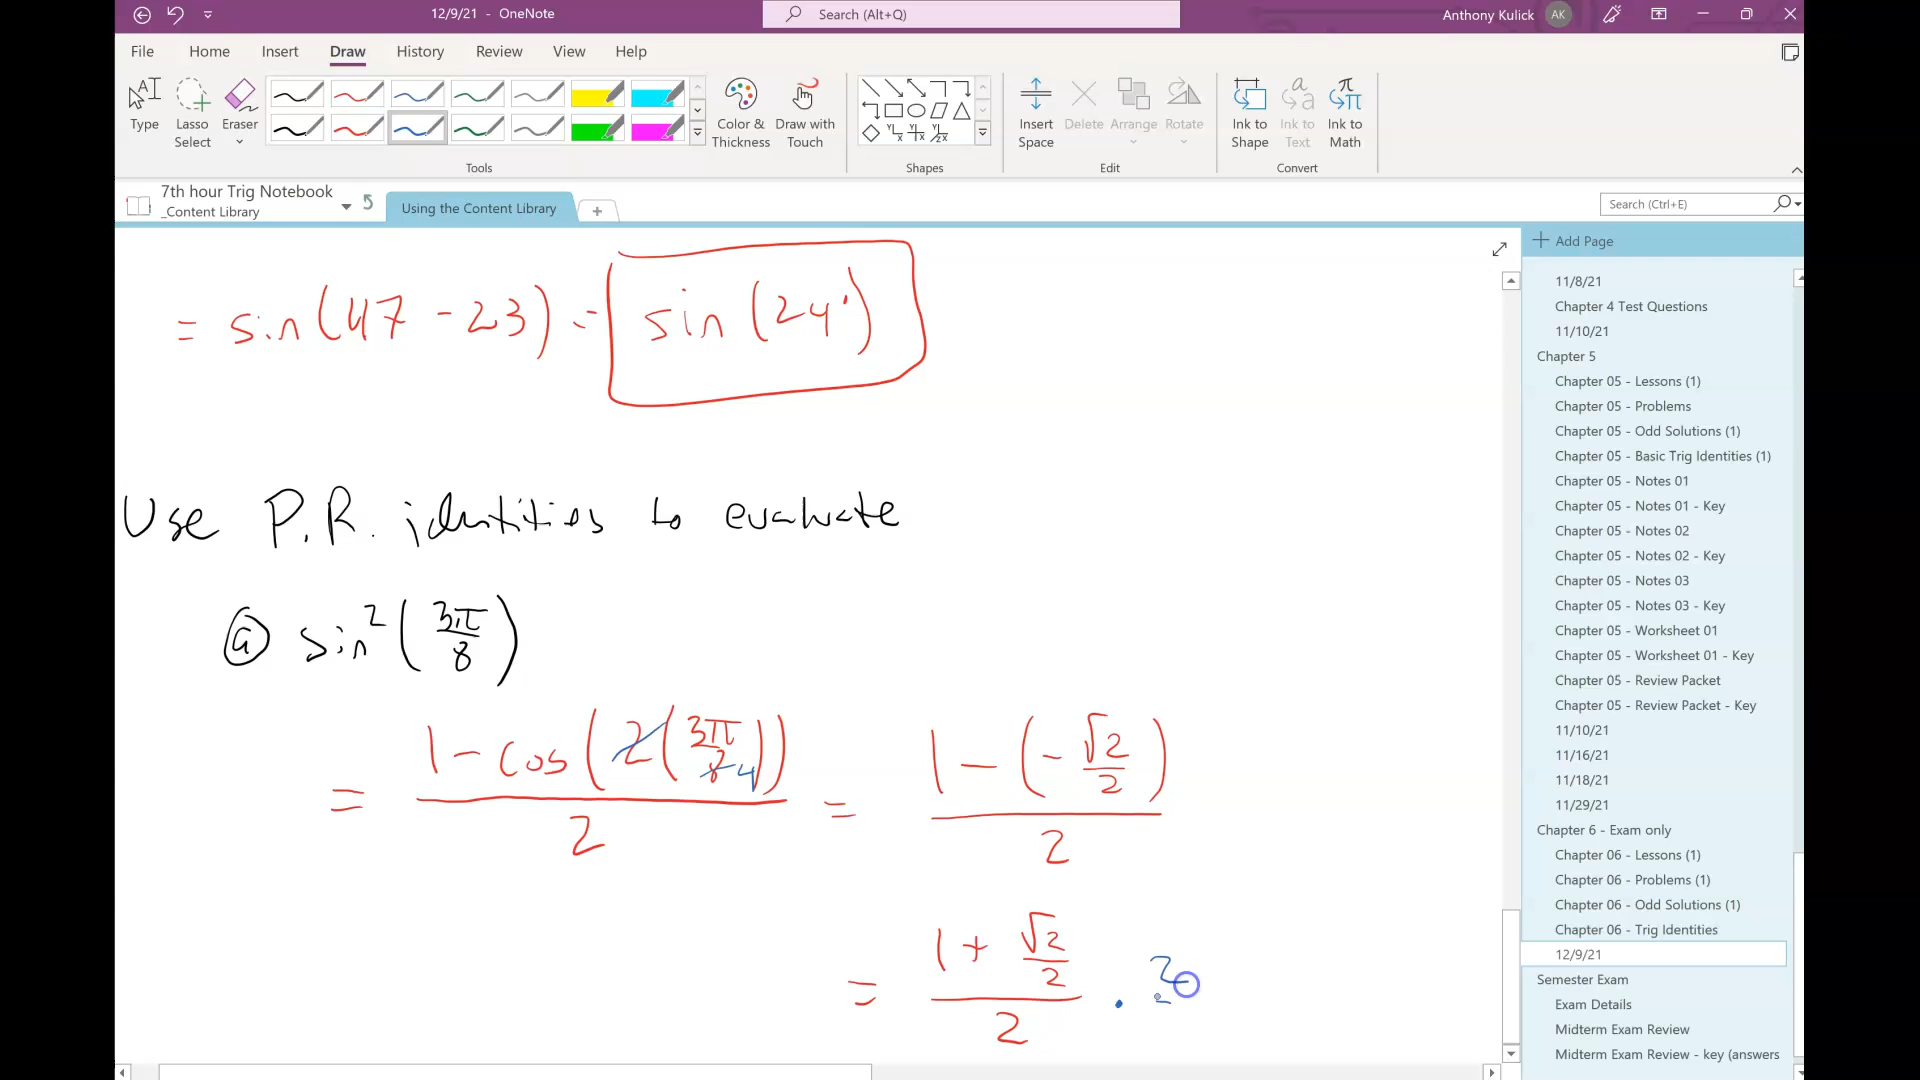 12/9/21 - OneNote
Search (Alt+Q)
Anthony Kulick AK
File Home Insert Draw History Review View Help
Type
Lasso Select
Eraser
Color & Thickness
Draw with Touch
Insert Space
Delete
Arrange
Rotate
Ink to Shape
Ink to Text
Ink to Math
Tools
Shapes
Edit
Convert
7th hour Trig Notebook
_Content Library
Using the Content Library
Search (Ctrl+E)
= sin(47 - 23) = sin(24°)
Use P.R. identities to evaluate
ⓐ sin²(3π/8)
= (1 - cos(2(3π/8 4)))/2 = (1 - (-√2/2))/2
= (1 + √2/2)/2 · 2
Add Page
11/8/21
Chapter 4 Test Questions
11/10/21
Chapter 5
Chapter 05 - Lessons (1)
Chapter 05 - Problems
Chapter 05 - Odd Solutions (1)
Chapter 05 - Basic Trig Identities (1)
Chapter 05 - Notes 01
Chapter 05 - Notes 01 - Key
Chapter 05 - Notes 02
Chapter 05 - Notes 02 - Key
Chapter 05 - Notes 03
Chapter 05 - Notes 03 - Key
Chapter 05 - Worksheet 01
Chapter 05 - Worksheet 01 - Key
Chapter 05 - Review Packet
Chapter 05 - Review Packet - Key
11/10/21
11/16/21
11/18/21
11/29/21
Chapter 6 - Exam only
Chapter 06 - Lessons (1)
Chapter 06 - Problems (1)
Chapter 06 - Odd Solutions (1)
Chapter 06 - Trig Identities
12/9/21
Semester Exam
Exam Details
Midterm Exam Review
Midterm Exam Review - key (answers